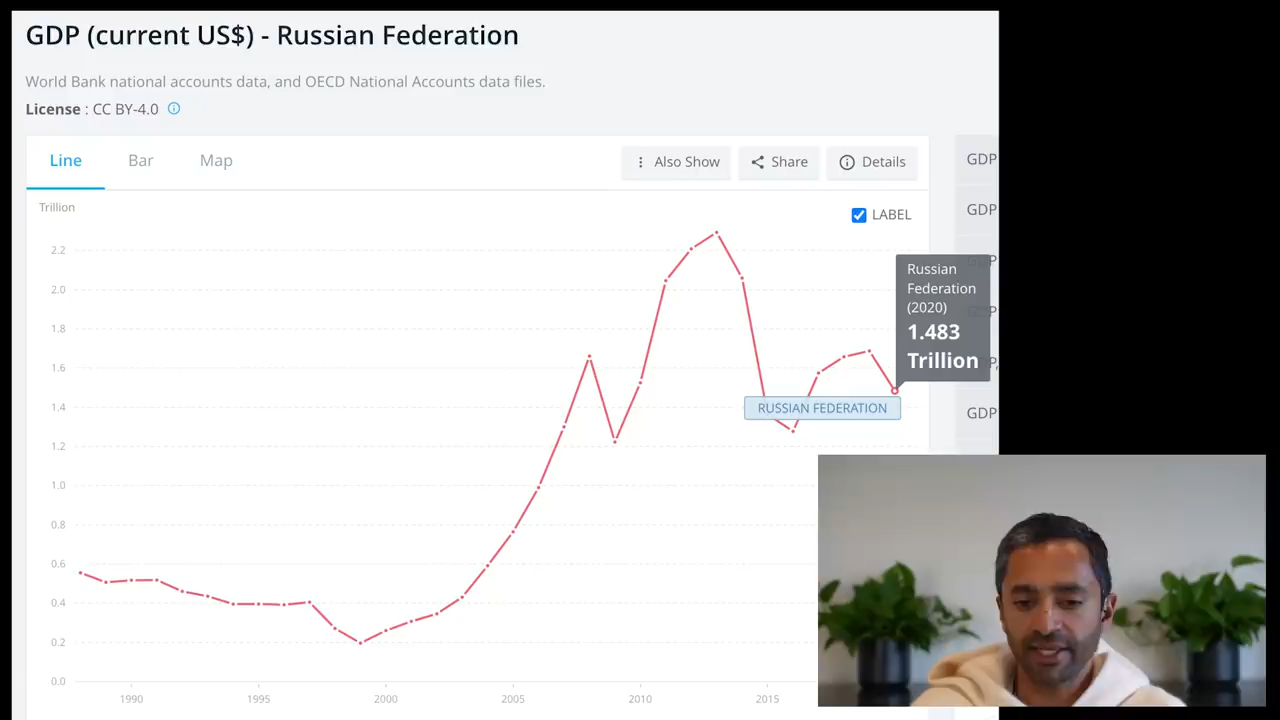 GDP (current US$) - Russian Federation
World Bank national accounts data, and OECD National Accounts data files.
License : CC BY-4.0
Line
Bar
Map
Also Show
Share
Details
Trillion
LABEL
2.2
2.0
1.8
1.6
1.4
1.2
1.0
0.8
0.6
0.4
0.2
0.0
1990
1995
2000
2005
2010
2015
RUSSIAN FEDERATION
Russian
Federation
(2020)
1.483
Trillion
GDP
GDP
GDP